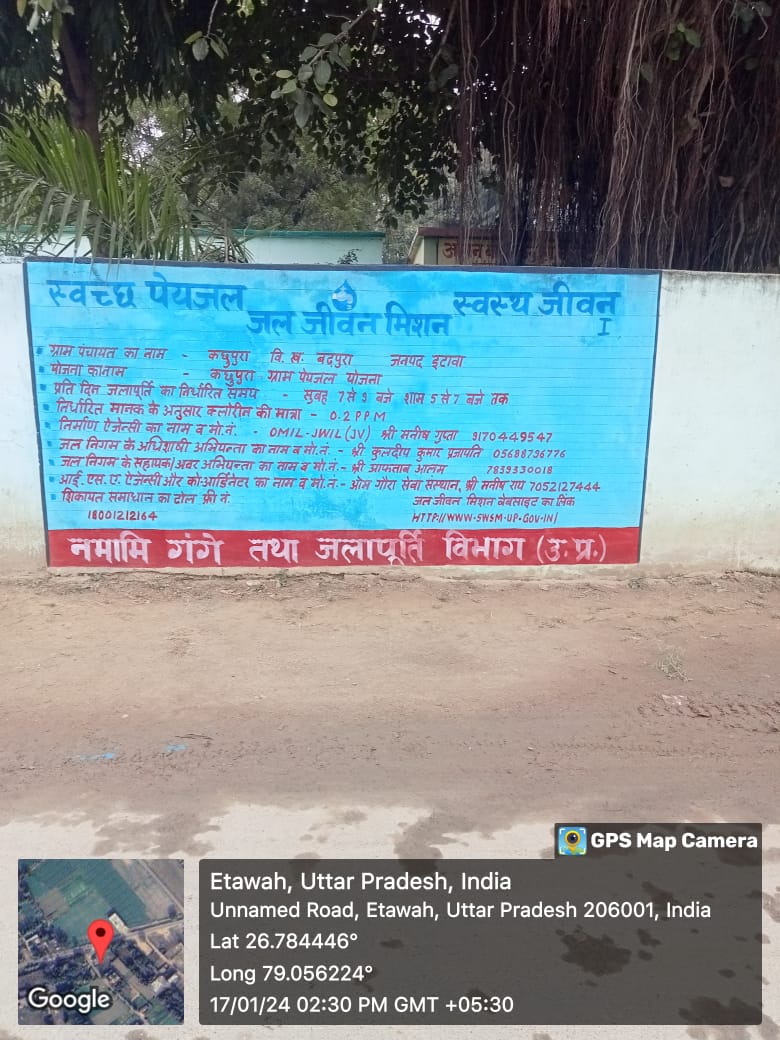 स्वच्छ पेयजल
जल जीवन मिशन
स्वस्थ जीवन
I
ग्राम पंचायत का नाम - कधुपुरा वि. ख. बढ़पुरा जनपद इटावा
योजना का नाम - कधुपुरा ग्राम पेयजल योजना
प्रति दिन जलापूर्ति का निर्धारित समय - सुबह 7 से 9 बजे शाम 5 से 7 बजे तक
निर्धारित मानक के अनुसार क्लोरीन की मात्रा - 0.2 PPM
निर्माण ऐजेन्सी का नाम व मो.नं. - OMIL-JWIL (JV) श्री मनीष गुप्ता 9170449547
जल निगम के अधिशाषी अभियन्ता का नाम व मो.नं. - श्री कुलदीप कुमार प्रजापति 05688796776
जल निगम के सहायक/अवर अभियन्ता का नाम व मो.नं. - श्री आफताब आलम 7839330018
आई.एस.ए. ऐजेन्सी और को-आर्डिनेटर का नाम व मो.नं. - ओम गौरा सेवा संस्थान, श्री मनीष राय 7052127444
शिकायत समाधान का टोल फ्री नं.
18001212164
जल जीवन मिशन वेबसाइट का लिंक
HTTP://WWW.SWSM.UP.GOV.IN/
नमामि गंगे तथा जलापूर्ति विभाग (उ.प्र.)
GPS Map Camera
Etawah, Uttar Pradesh, India
Unnamed Road, Etawah, Uttar Pradesh 206001, India
Lat 26.784446°
Long 79.056224°
17/01/24 02:30 PM GMT +05:30
Google